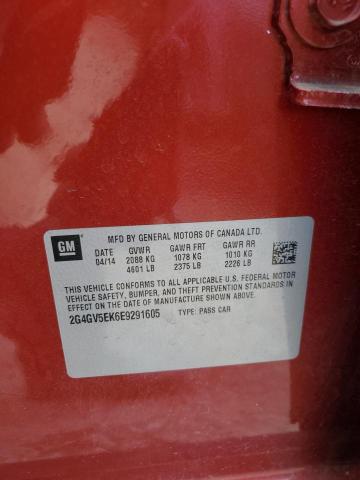 GM
MFD BY GENERAL MOTORS OF CANADA LTD.
DATE GVWR GAWR FRT GAWR RR
04/14 2088 KG 1078 KG 1010 KG
4601 LB 2375 LB 2226 LB
THIS VEHICLE CONFORMS TO ALL APPLICABLE U.S. FEDERAL MOTOR
VEHICLE SAFETY, BUMPER, AND THEFT PREVENTION STANDARDS IN
EFFECT ON THE DATE OF MANUFACTURE SHOWN ABOVE.
2G4GV5EK6E9291605 TYPE: PASS CAR